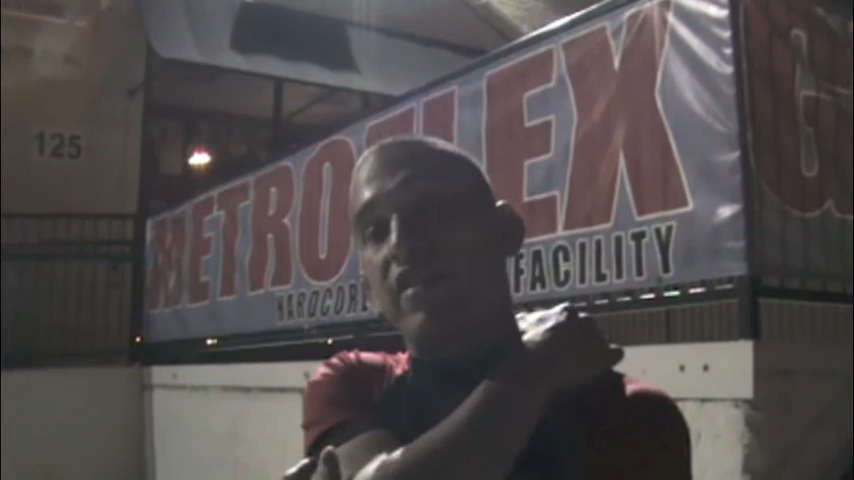 125
METROFLEX
HARDCORE
FACILITY
G